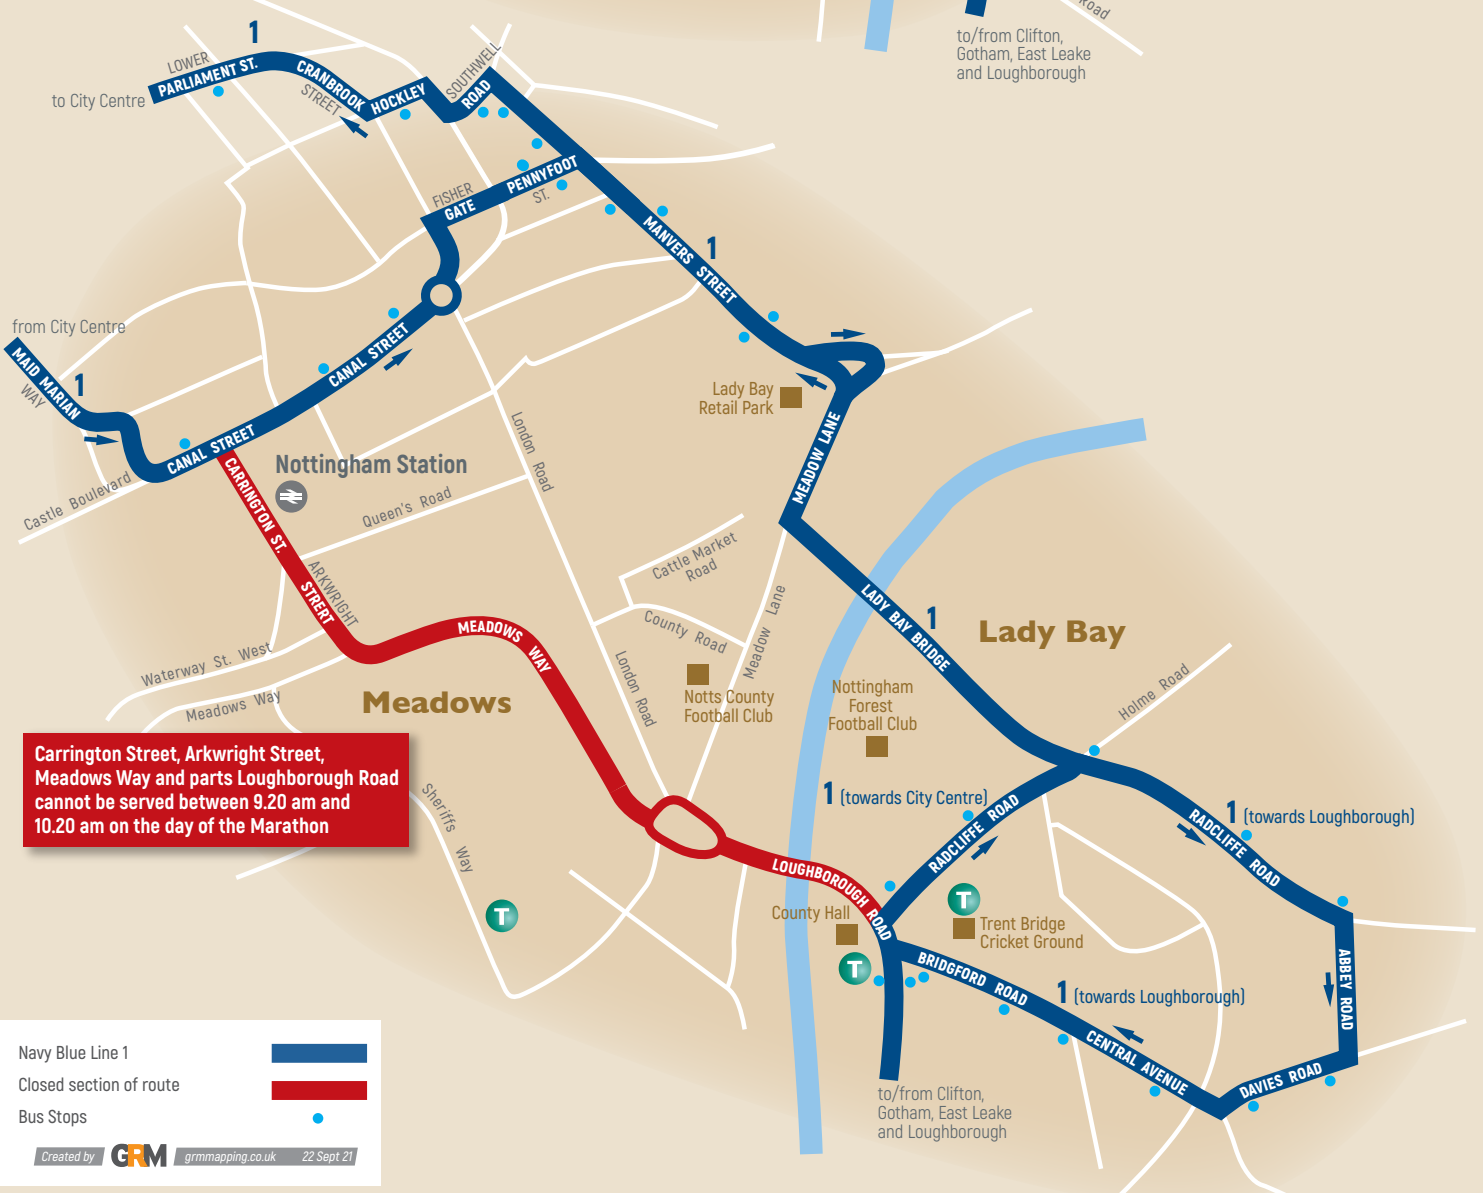 Road
to/from Clifton,
Gotham, East Leake
and Loughborough
1
LOWER
PARLIAMENT ST.
to City Centre
CRANBROOK
STREET
HOCKLEY
SOUTHWELL
ROAD
FISHER
GATE
PENNYFOOT
ST.
MANVERS STREET
1
from City Centre
MAID MARIAN
WAY
1
CANAL STREET
CANAL STREET
Castle Boulevard
CARRINGTON ST.
Nottingham Station
Queen's Road
London Road
Lady Bay
Retail Park
MEADOW LANE
ARKWRIGHT
STRERT
Cattle Market
Road
County Road
Meadow Lane
LADY BAY BRIDGE
1
Lady Bay
Waterway St. West
Meadows Way
MEADOWS WAY
Meadows
London Road
Notts County
Football Club
Nottingham
Forest
Football Club
Holme Road
Carrington Street, Arkwright Street,
Meadows Way and parts Loughborough Road
cannot be served between 9.20 am and
10.20 am on the day of the Marathon
Sheriffs Way
1 (towards City Centre)
RADCLIFFE ROAD
1 (towards Loughborough)
RADCLIFFE ROAD
LOUGHBOROUGH ROAD
County Hall
T
T
T
Trent Bridge
Cricket Ground
BRIDGFORD ROAD
1 (towards Loughborough)
ABBEY ROAD
CENTRAL AVENUE
DAVIES ROAD
to/from Clifton,
Gotham, East Leake
and Loughborough
Navy Blue Line 1
Closed section of route
Bus Stops
Created by GRM grmmapping.co.uk 22 Sept 21